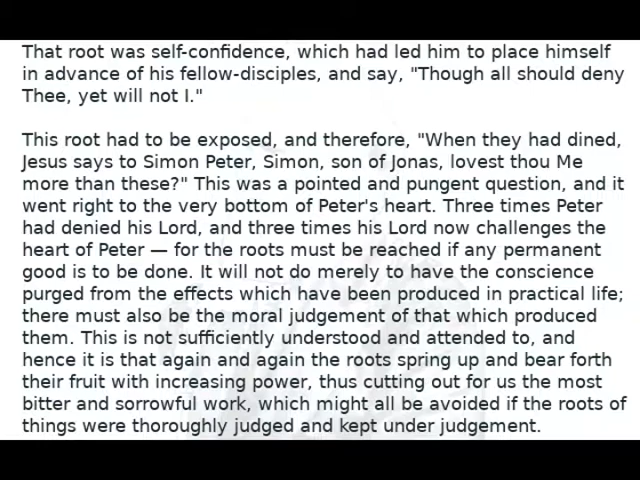 That root was self-confidence, which had led him to place himself
in advance of his fellow-disciples, and say, "Though all should deny
Thee, yet will not I."
This root had to be exposed, and therefore, "When they had dined,
Jesus says to Simon Peter, Simon, son of Jonas, lovest thou Me
more than these?" This was a pointed and pungent question, and it
went right to the very bottom of Peter's heart. Three times Peter
had denied his Lord, and three times his Lord now challenges the
heart of Peter — for the roots must be reached if any permanent
good is to be done. It will not do merely to have the conscience
purged from the effects which have been produced in practical life;
there must also be the moral judgement of that which produced
them. This is not sufficiently understood and attended to, and
hence it is that again and again the roots spring up and bear forth
their fruit with increasing power, thus cutting out for us the most
bitter and sorrowful work, which might all be avoided if the roots of
things were thoroughly judged and kept under judgement.